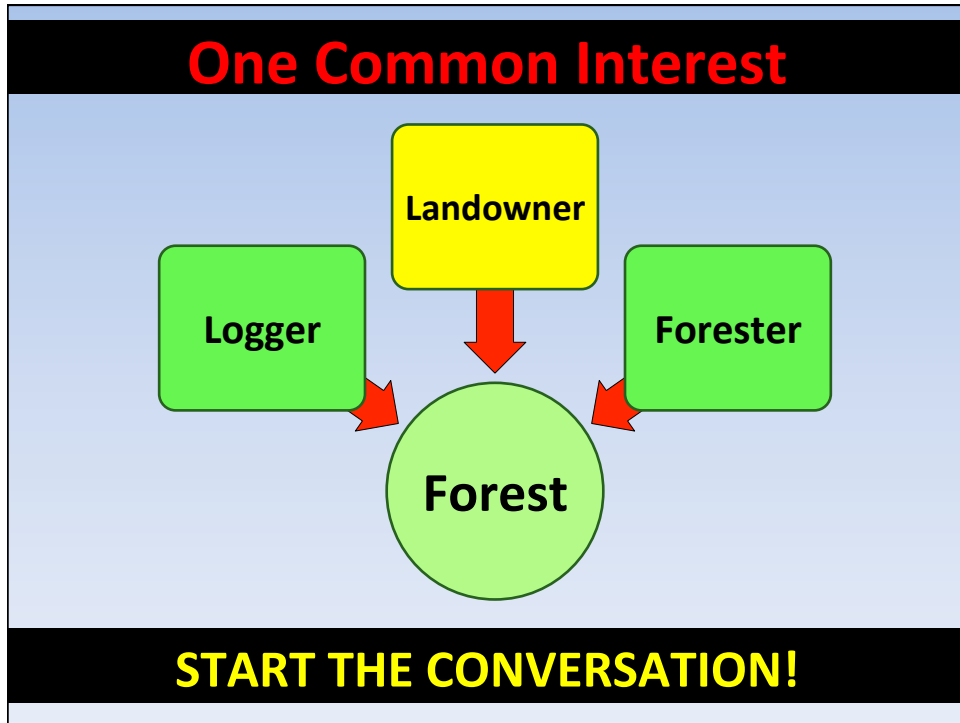 One Common Interest
Landowner
Logger
Forester
Forest
START THE CONVERSATION!